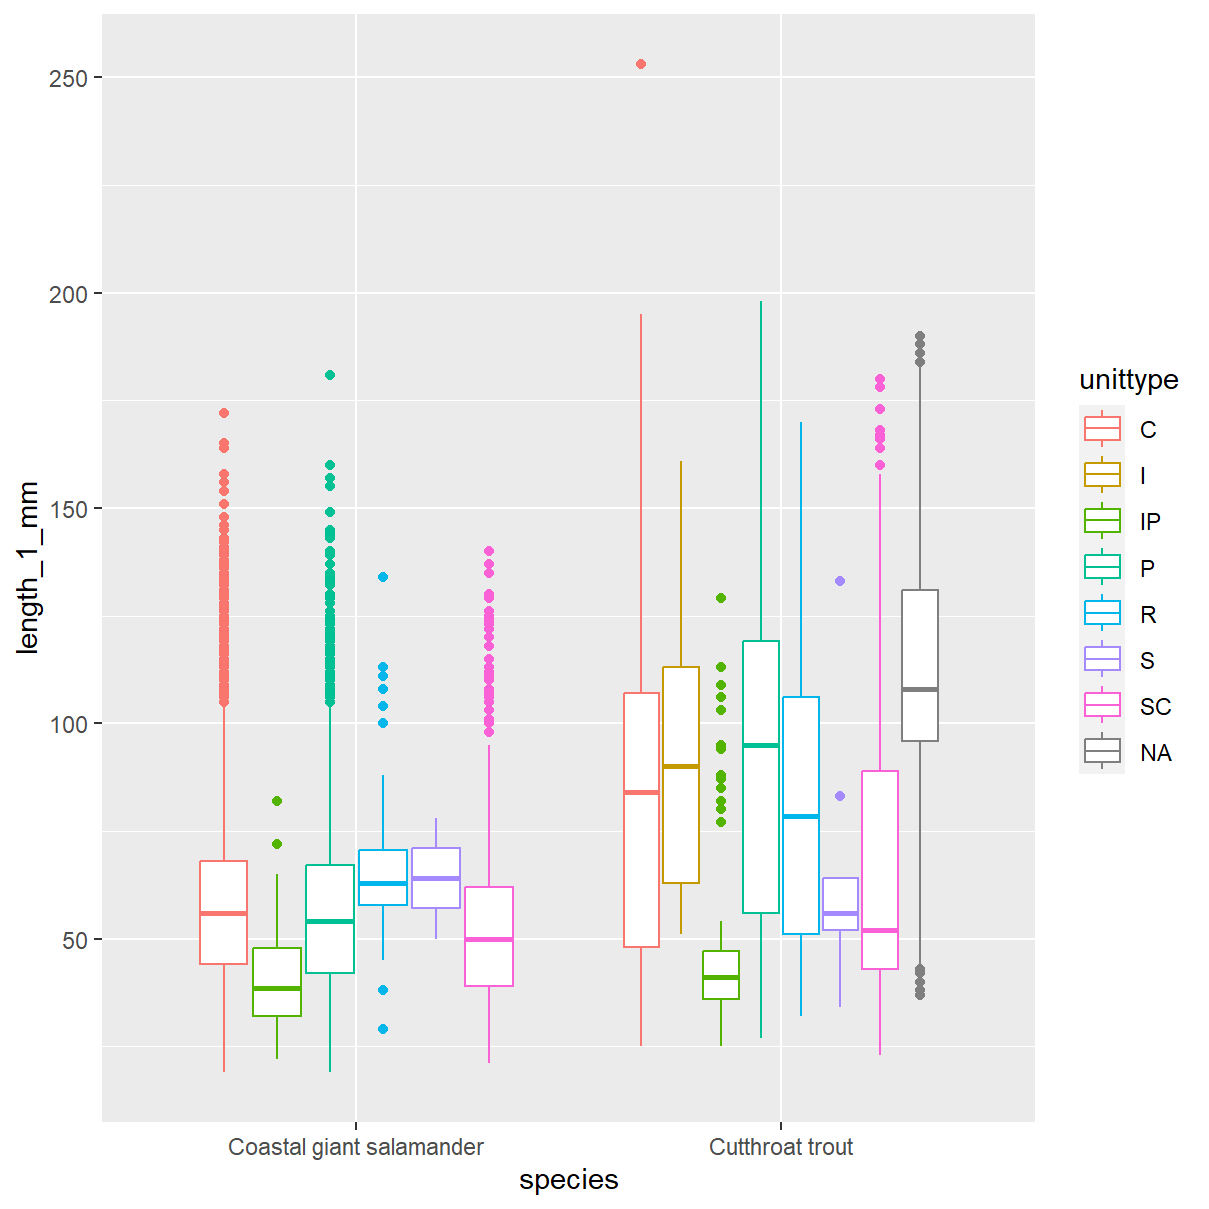 250
200
150
100
50
length_1_mm
Coastal giant salamander
Cutthroat trout
species
unittype
C
I
IP
P
R
S
SC
NA